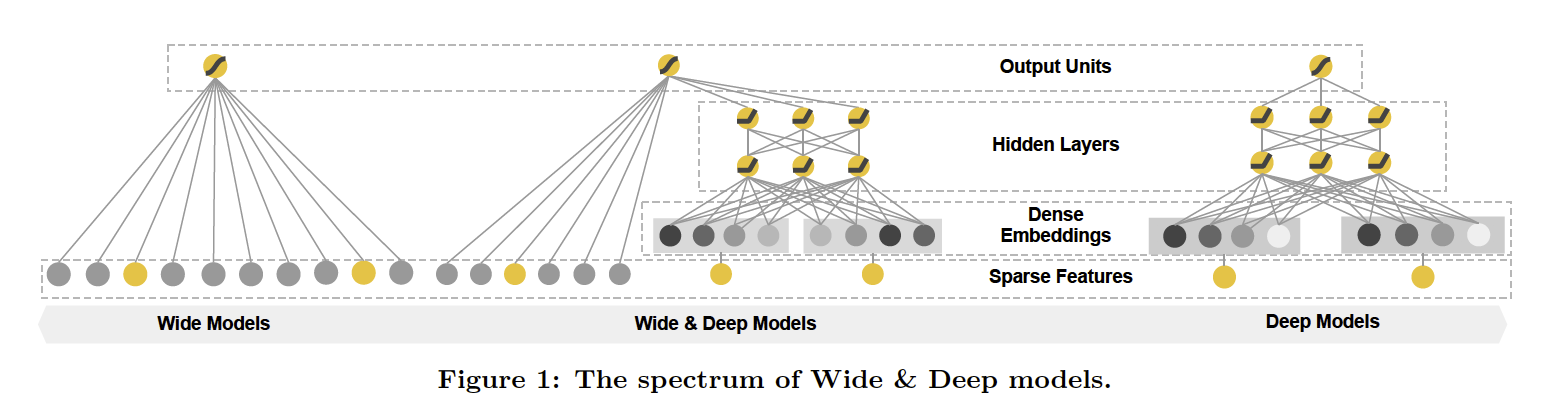 Output Units
Hidden Layers
Dense
Embeddings
Sparse Features
Wide Models
Wide & Deep Models
Deep Models
Figure 1: The spectrum of Wide & Deep models.